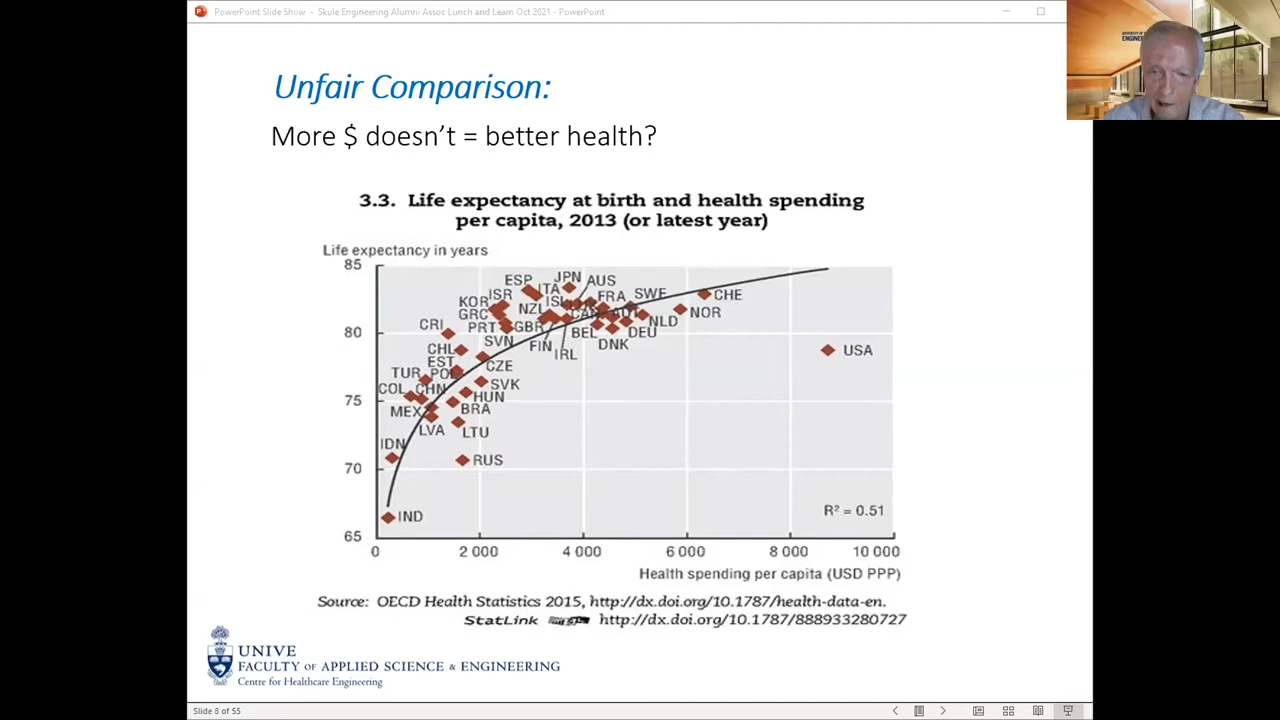 PowerPoint Slide Show - Skule Engineering Alumni Assoc Lunch and Learn Oct 2021 - PowerPoint
Unfair Comparison:
More $ doesn't = better health?
3.3. Life expectancy at birth and health spending
per capita, 2013 (or latest year)
Life expectancy in years
85
80
75
70
65
ESP
JPN
AUS
ISR
ITA
ISL
FRA
SWE
CHE
KOR
NZL
NOR
GRC
CAN
AUT
NLD
CRI
PRT
GBR
BEL
DEU
SVN
FIN
DNK
CHL
IRL
USA
EST
CZE
TUR
POL
SVK
COL
CHN
HUN
MEX
BRA
LVA
LTU
IDN
RUS
IND
R² = 0.51
0
2 000
4 000
6 000
8 000
10 000
Health spending per capita (USD PPP)
Source: OECD Health Statistics 2015, http://dx.doi.org/10.1787/health-data-en.
StatLink http://dx.doi.org/10.1787/888933280727
UNIVE
FACULTY OF APPLIED SCIENCE & ENGINEERING
Centre for Healthcare Engineering
Slide 8 of 55